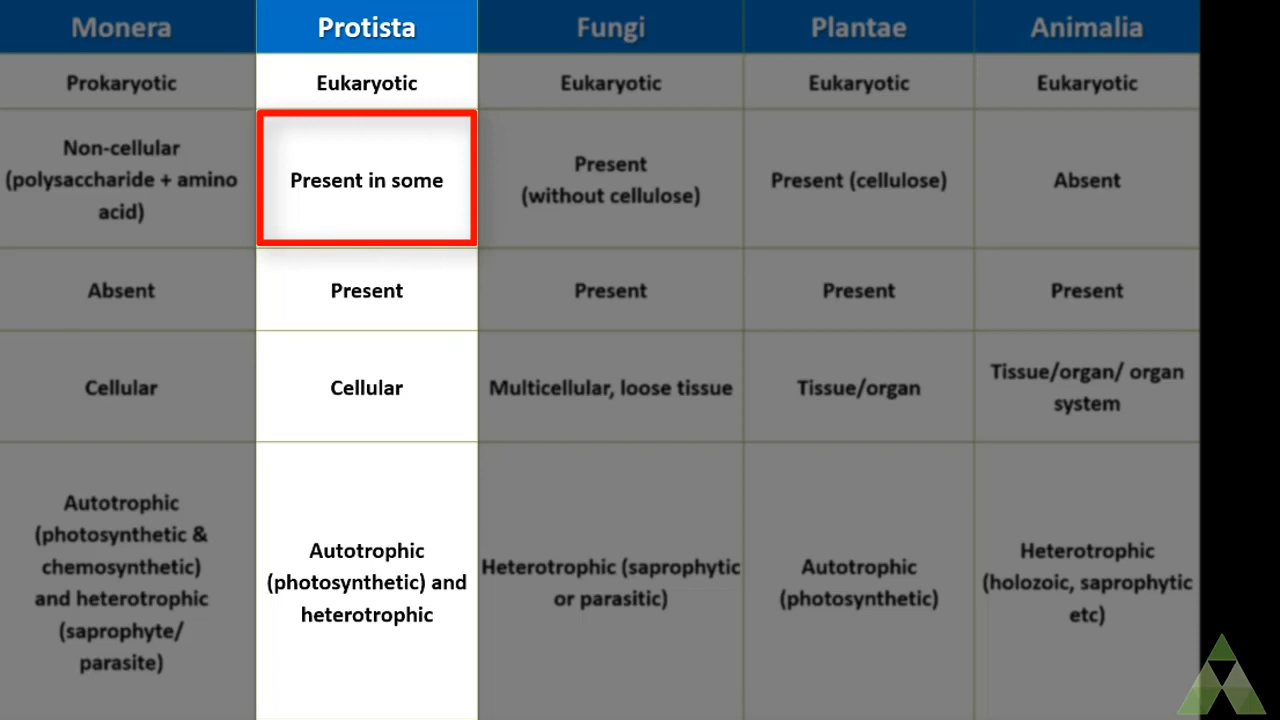 Monera Protista Fungi Plantae Animalia
Prokaryotic Eukaryotic Eukaryotic Eukaryotic Eukaryotic
Non-cellular
(polysaccharide + amino
acid)
Present in some
Present
(without cellulose)
Present (cellulose)
Absent
Absent Present Present Present Present
Cellular
Cellular
Multicellular, loose tissue
Tissue/organ
Tissue/organ/ organ
system
Autotrophic
(photosynthetic &
chemosynthetic)
and heterotrophic
(saprophyte/
parasite)
Autotrophic
(photosynthetic) and
heterotrophic
Heterotrophic (saprophytic
or parasitic)
Autotrophic
(photosynthetic)
Heterotrophic
(holozoic, saprophytic
etc)